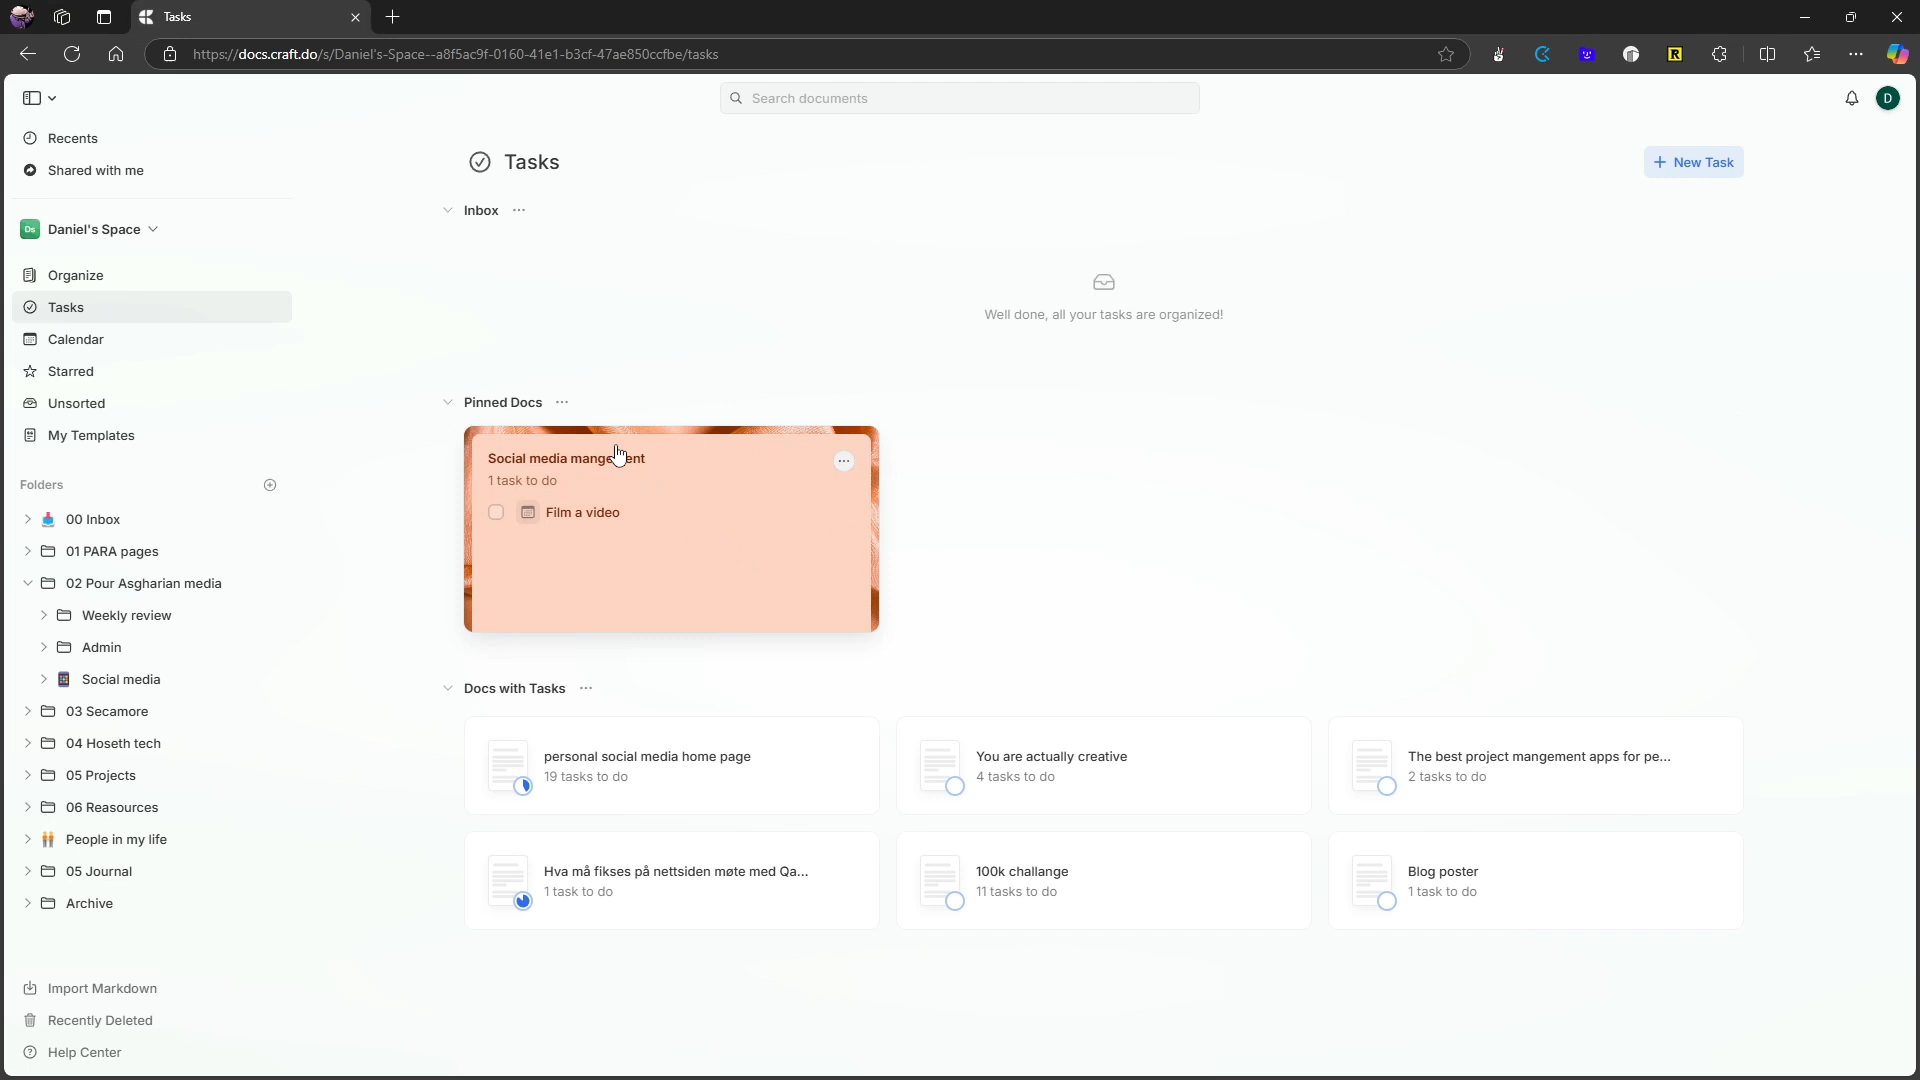 Tasks
https://docs.craft.do/s/Daniel's-Space--a8f5ac9f-0160-41e1-b3cf-47ae850ccfbe/tasks
R
Search documents
D
Recents
Shared with me
Ds Daniel's Space
Organize
Tasks
Calendar
Starred
Unsorted
My Templates
Folders
00 Inbox
01 PARA pages
02 Pour Asgharian media
Weekly review
Admin
Social media
03 Secamore
04 Hoseth tech
05 Projects
06 Reasources
People in my life
05 Journal
Archive
Import Markdown
Recently Deleted
Help Center
Tasks
+ New Task
Inbox ...
Well done, all your tasks are organized!
Pinned Docs ...
Social media mangement
1 task to do
Film a video
Docs with Tasks ...
personal social media home page
19 tasks to do
You are actually creative
4 tasks to do
The best project mangement apps for pe...
2 tasks to do
Hva må fikses på nettsiden møte med Qa...
1 task to do
100k challange
11 tasks to do
Blog poster
1 task to do